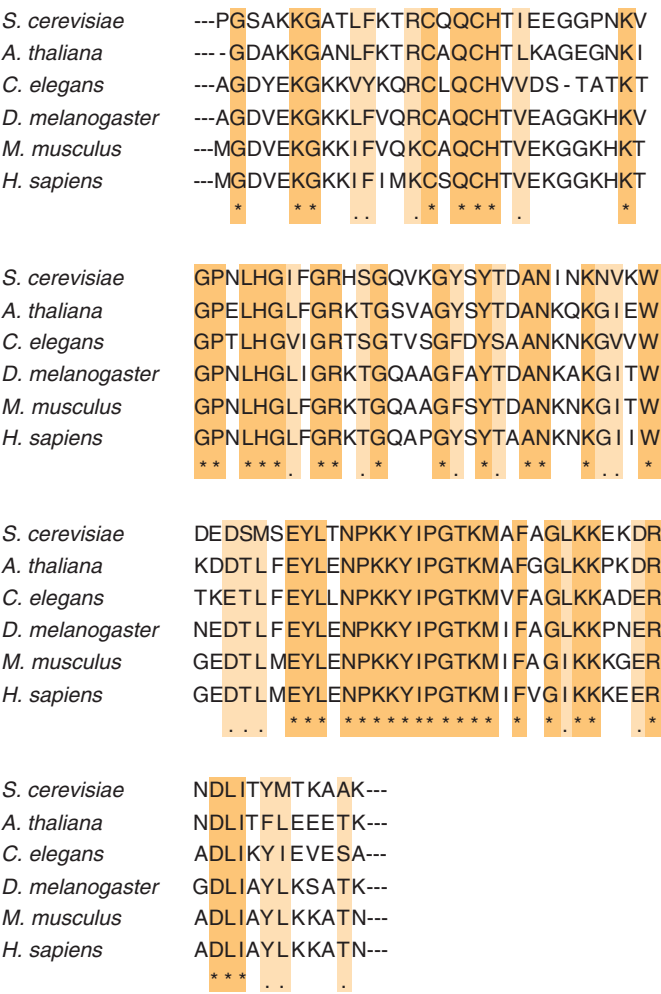 S. cerevisiae ---PGSAKKGATLFKTRCQQCHTIEEGGPNKV
A. thaliana ----GDAKKGANLFKTRCAQCHTLKAGEGNKI
C. elegans ---AGDYEKGKKVYKQRCLQCHVVDS-TATKT
D. melanogaster ---AGDVEKGKKLFVQRCAQCHTVEAGGKHKV
M. musculus ---MGDVEKGKKIFVQKCAQCHTVEKGGKHKT
H. sapiens ---MGDVEKGKKIFIMKCSQCHTVEKGGKHKT
* ** .. .* *** . *
S. cerevisiae GPNLHGIFGRHSGQVKGYSYTDANINKNVKW
A. thaliana GPELHGLFGRKTGSVAGYSYTDANKQKGIEW
C. elegans GPTLHGVIGRTSGTVSGFDYSAANKNKGVVW
D. melanogaster GPNLHGLIGRKTGQAAGFAYTDANKAKGITW
M. musculus GPNLHGLFGRKTGQAAGFSYTDANKNKGITW
H. sapiens GPNLHGLFGRKTGQAPGYSYTAANKNKGIIW
** ***. ** .* *. *. ** *.. *
S. cerevisiae DEDSMSEYLTNPKKYIPGTKMAFAGLKKEKDR
A. thaliana KDDTLFEYLENPKKYIPGTKMAFGGLKKPKDR
C. elegans TKETLFEYLLNPKKYIPGTKMVFAGLKKADER
D. melanogaster NEDTLFEYLENPKKYIPGTKMIFAGLKKPNER
M. musculus GEDTLMEYLENPKKYIPGTKMIFAGIKKKGER
H. sapiens GEDTLMEYLENPKKYIPGTKMIFVGIKKKEER
... *** *********** * *.** .*
S. cerevisiae NDLITYMTKAAK---
A. thaliana NDLITFLEEETK---
C. elegans ADLIKYIEVESA---
D. melanogaster GDLIAYLKSATK---
M. musculus ADLIAYLKKATN---
H. sapiens ADLIAYLKKATN---
*** .. .